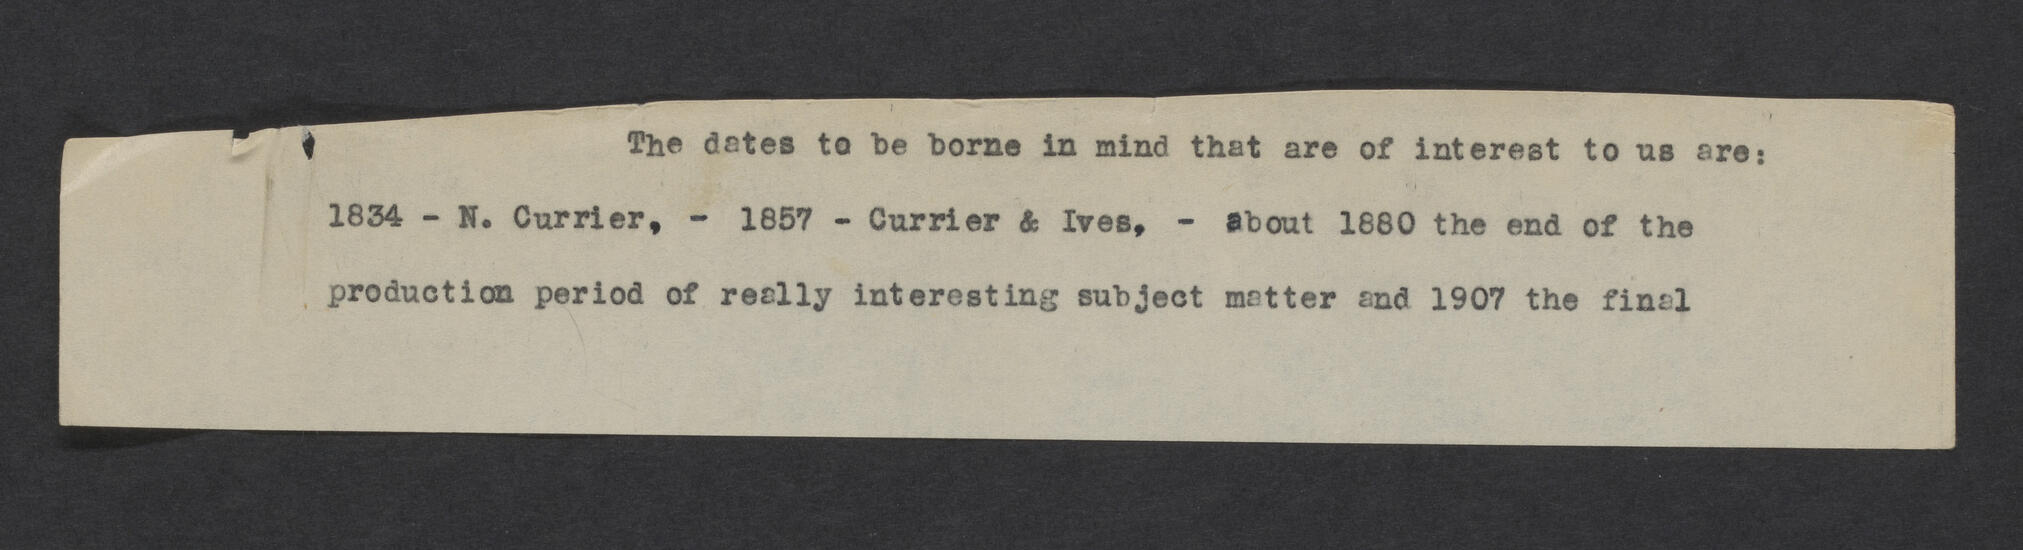 The dates to be borne in mind that are of interest to us are:
1834 - N. Currier, - 1857 - Currier & Ives, - about 1880 the end of the
production period of really interesting subject matter and 1907 the final